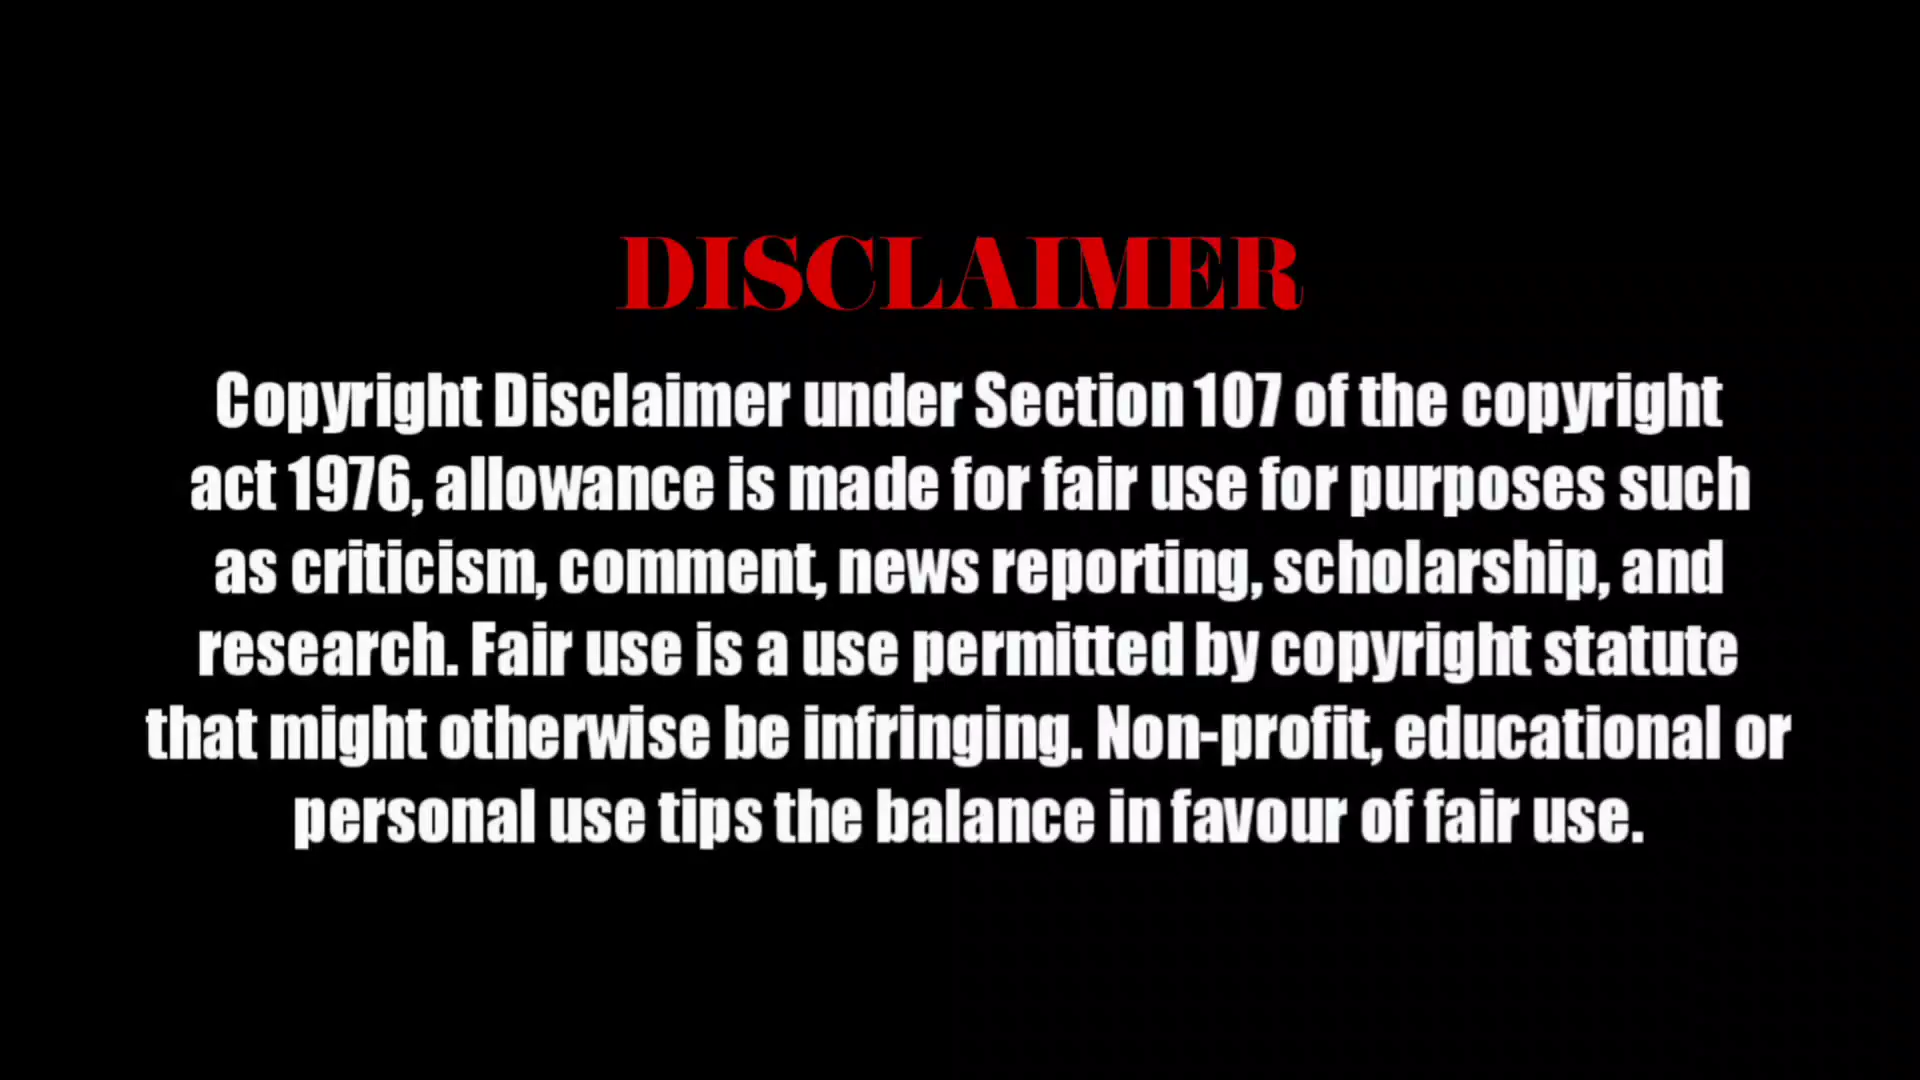 DISCLAIMER
Copyright Disclaimer under Section 107 of the copyright
act 1976, allowance is made for fair use for purposes such
as criticism, comment, news reporting, scholarship, and
research. Fair use is a use permitted by copyright statute
that might otherwise be infringing. Non-profit, educational or
personal use tips the balance in favour of fair use.